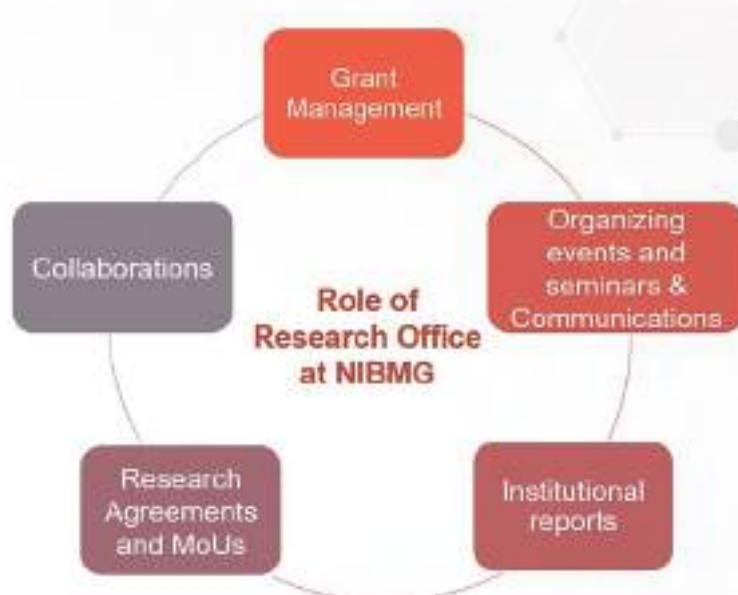 Grant
Management
Organizing
events and
seminars &
Communications
Collaborations
Role of
Research Office
at NIBMG
Research
Agreements
and MoUs
Institutional
reports